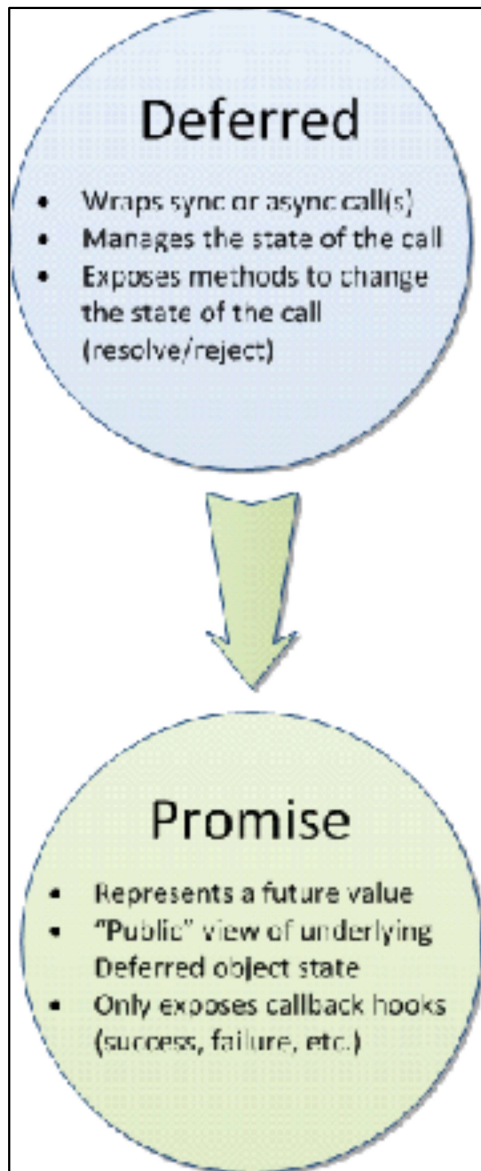 Deferred
• Wraps sync or async call(s)
• Manages the state of the call
• Exposes methods to change
the state of the call
(resolve/reject)
Promise
• Represents a future value
• “Public” view of underlying
Deferred object state
• Only exposes callback hooks
(success, failure, etc.)